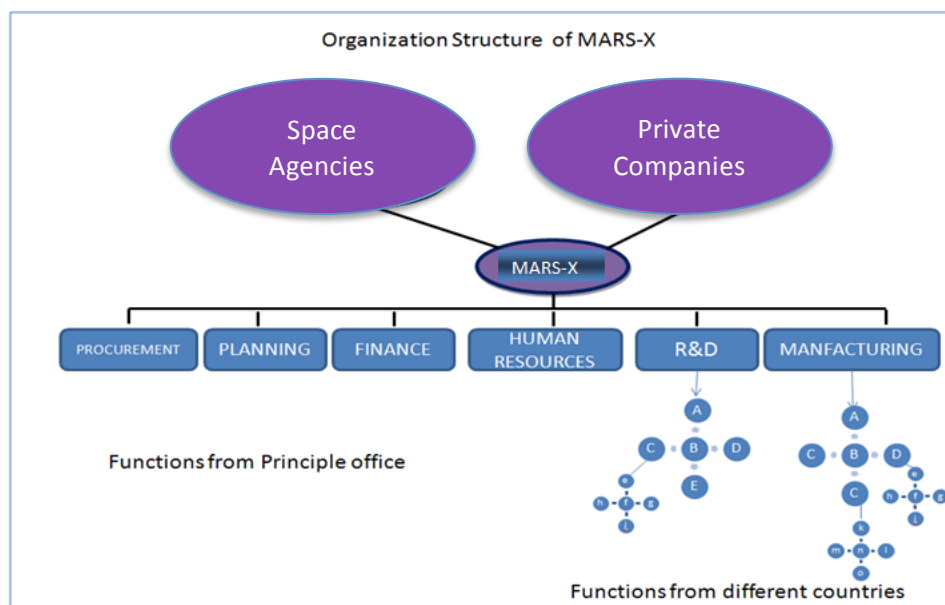 Organization Structure of MARS-X
Space
Agencies
Private
Companies
MARS-X
PROCUREMENT
PLANNING
FINANCE
HUMAN
RESOURCES
R&D
MANFACTURING
A
C B D
E
e
h f g
i
A
C B D
C
e
h f g
i
k
m n l
o
Functions from Principle office
Functions from different countries